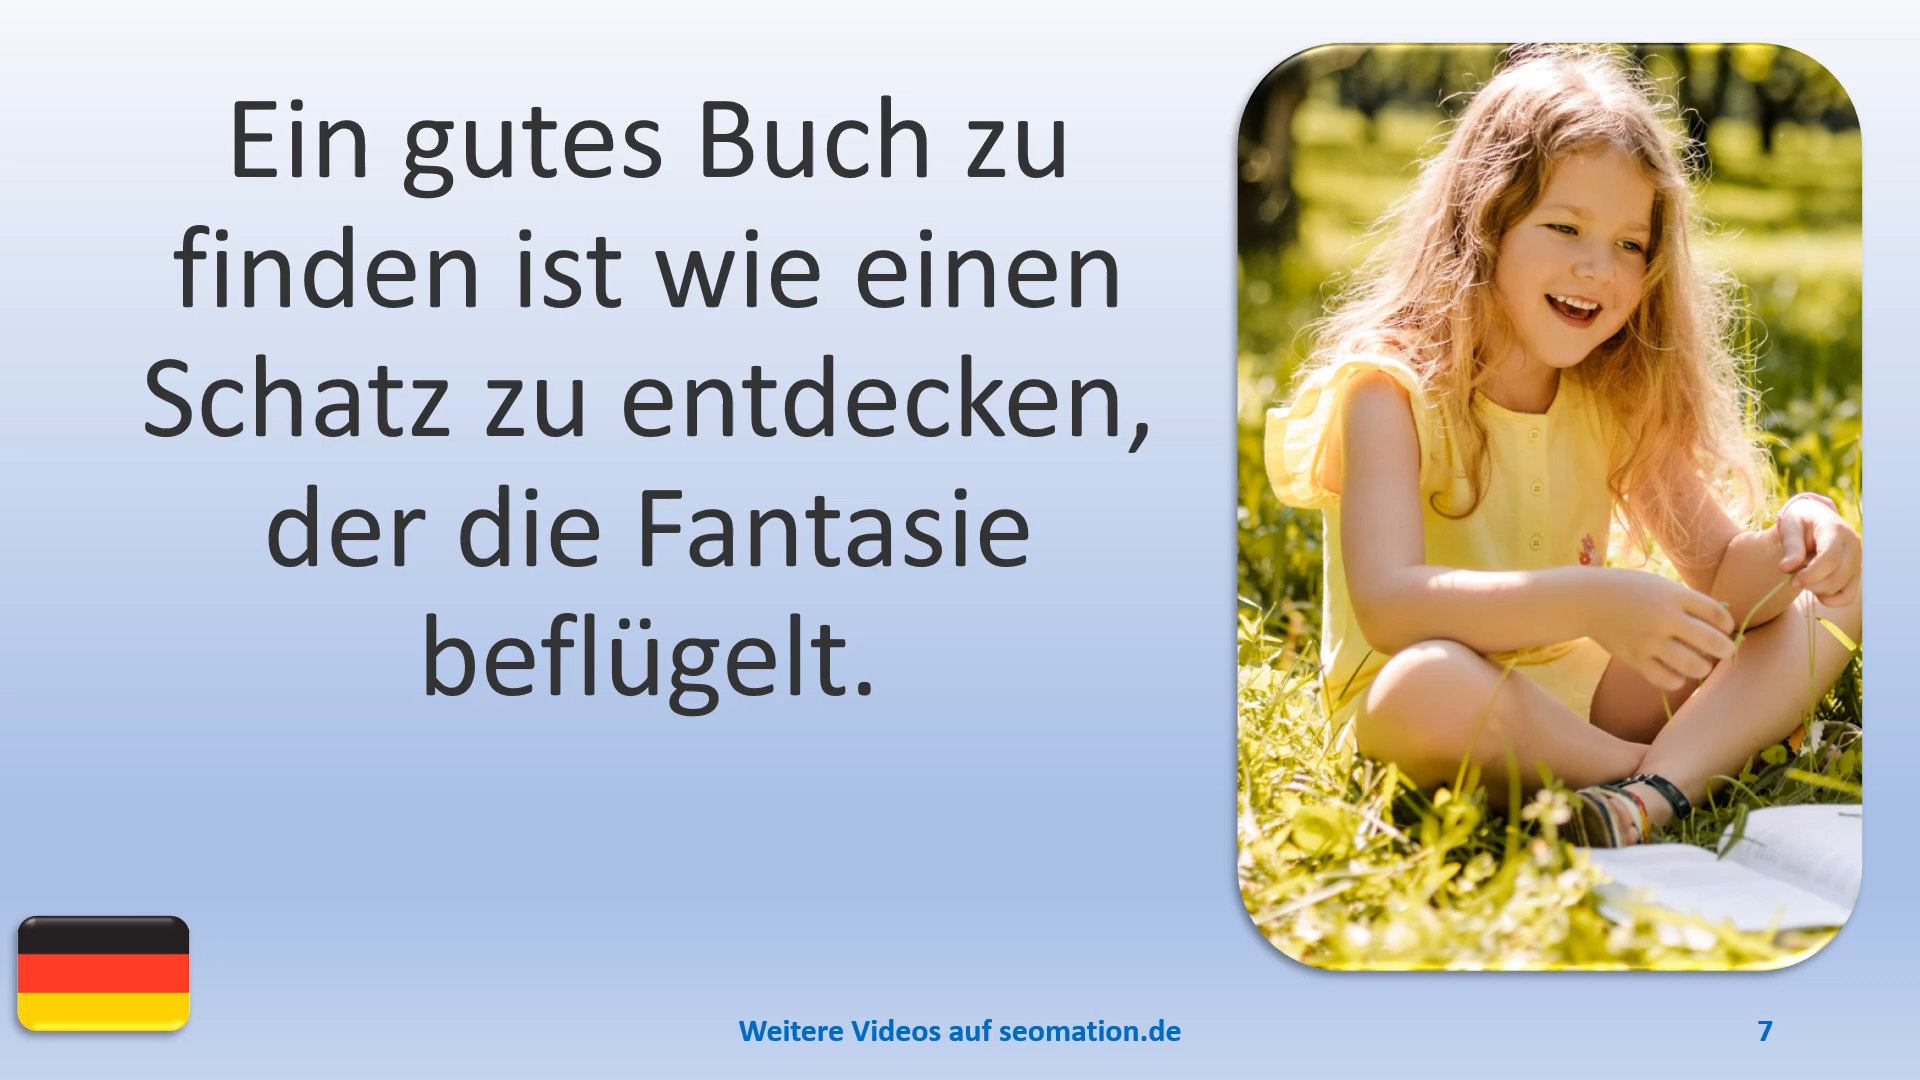 Ein gutes Buch zu
finden ist wie einen
Schatz zu entdecken,
der die Fantasie
beflügelt.
Weitere Videos auf seomation.de
7